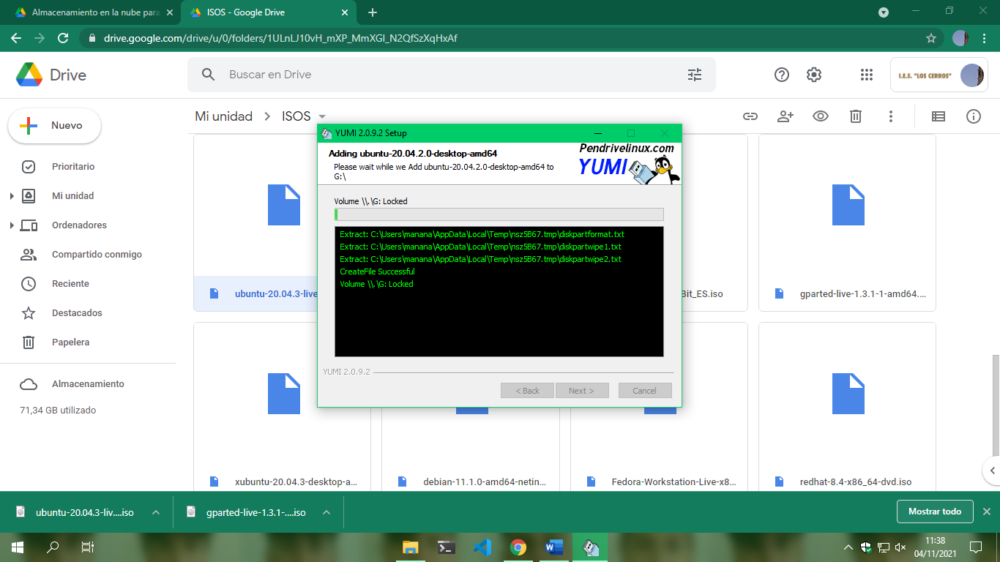 Almacenamiento en la nube para
ISOS - Google Drive
drive.google.com/drive/u/0/folders/1ULnLJ10vH_mXP_MmXGI_N2QfSzXqHxAf
Drive
Buscar en Drive
I.E.S. "LOS CERROS"
Nuevo
Mi unidad
ISOS
Prioritario
Mi unidad
Ordenadores
Compartido conmigo
Reciente
Destacados
Papelera
Almacenamiento
71,34 GB utilizado
YUMI 2.0.9.2 Setup
Adding ubuntu-20.04.2.0-desktop-amd64
Please wait while we Add ubuntu-20.04.2.0-desktop-amd64 to
G:\
Pendrivelinux.com
YUMI
Volume \\.\G: Locked
Extract: C:\Users\manana\AppData\Local\Temp\nsz5B67.tmp\diskpartformat.txt
Extract: C:\Users\manana\AppData\Local\Temp\nsz5B67.tmp\diskpartwipe1.txt
Extract: C:\Users\manana\AppData\Local\Temp\nsz5B67.tmp\diskpartwipe2.txt
CreateFile Successful
Volume \\.\G: Locked
YUMI 2.0.9.2
< Back
Next >
Cancel
ubuntu-20.04.3-live
Bit_ES.iso
gparted-live-1.3.1-1-amd64....
xubuntu-20.04.3-desktop-a...
debian-11.1.0-amd64-netin...
Fedora-Workstation-Live-x8...
redhat-8.4-x86_64-dvd.iso
ubuntu-20.04.3-liv....iso
gparted-live-1.3.1-....iso
Mostrar todo
11:38
04/11/2021